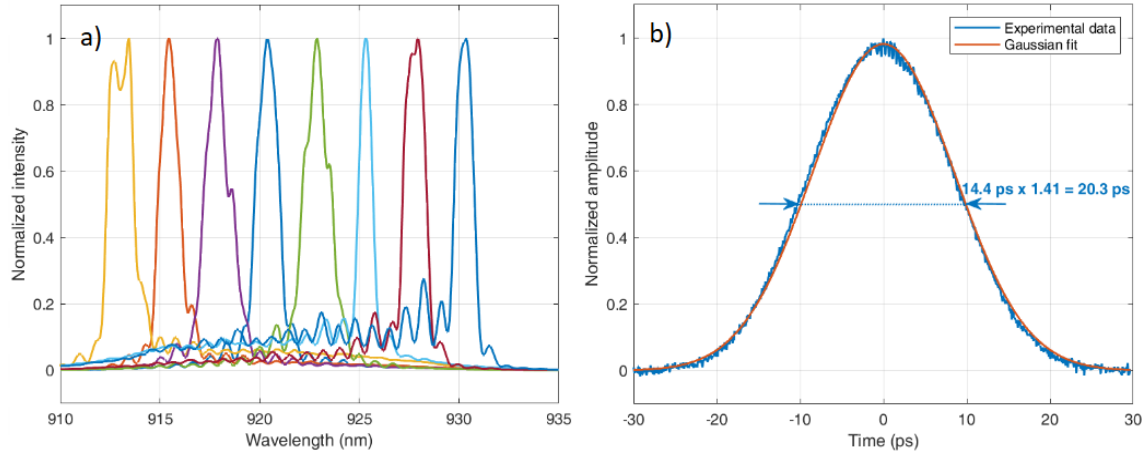 a)
Normalized intensity
1
0.8
0.6
0.4
0.2
0
910
915
920
925
930
935
Wavelength (nm)
b)
Experimental data
Gaussian fit
Normalized amplitude
1
0.8
0.6
0.4
0.2
0
14.4 ps x 1.41 = 20.3 ps
-30
-20
-10
0
10
20
30
Time (ps)